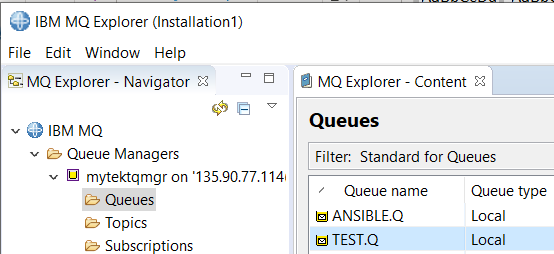 IBM MQ Explorer (Installation1)
File Edit Window Help
MQ Explorer - Navigator
IBM MQ
Queue Managers
mytektqmgr on '135.90.77.114(
Queues
Topics
Subscriptions
MQ Explorer - Content
Queues
Filter: Standard for Queues
Queue name Queue type
ANSIBLE.Q Local
TEST.Q Local